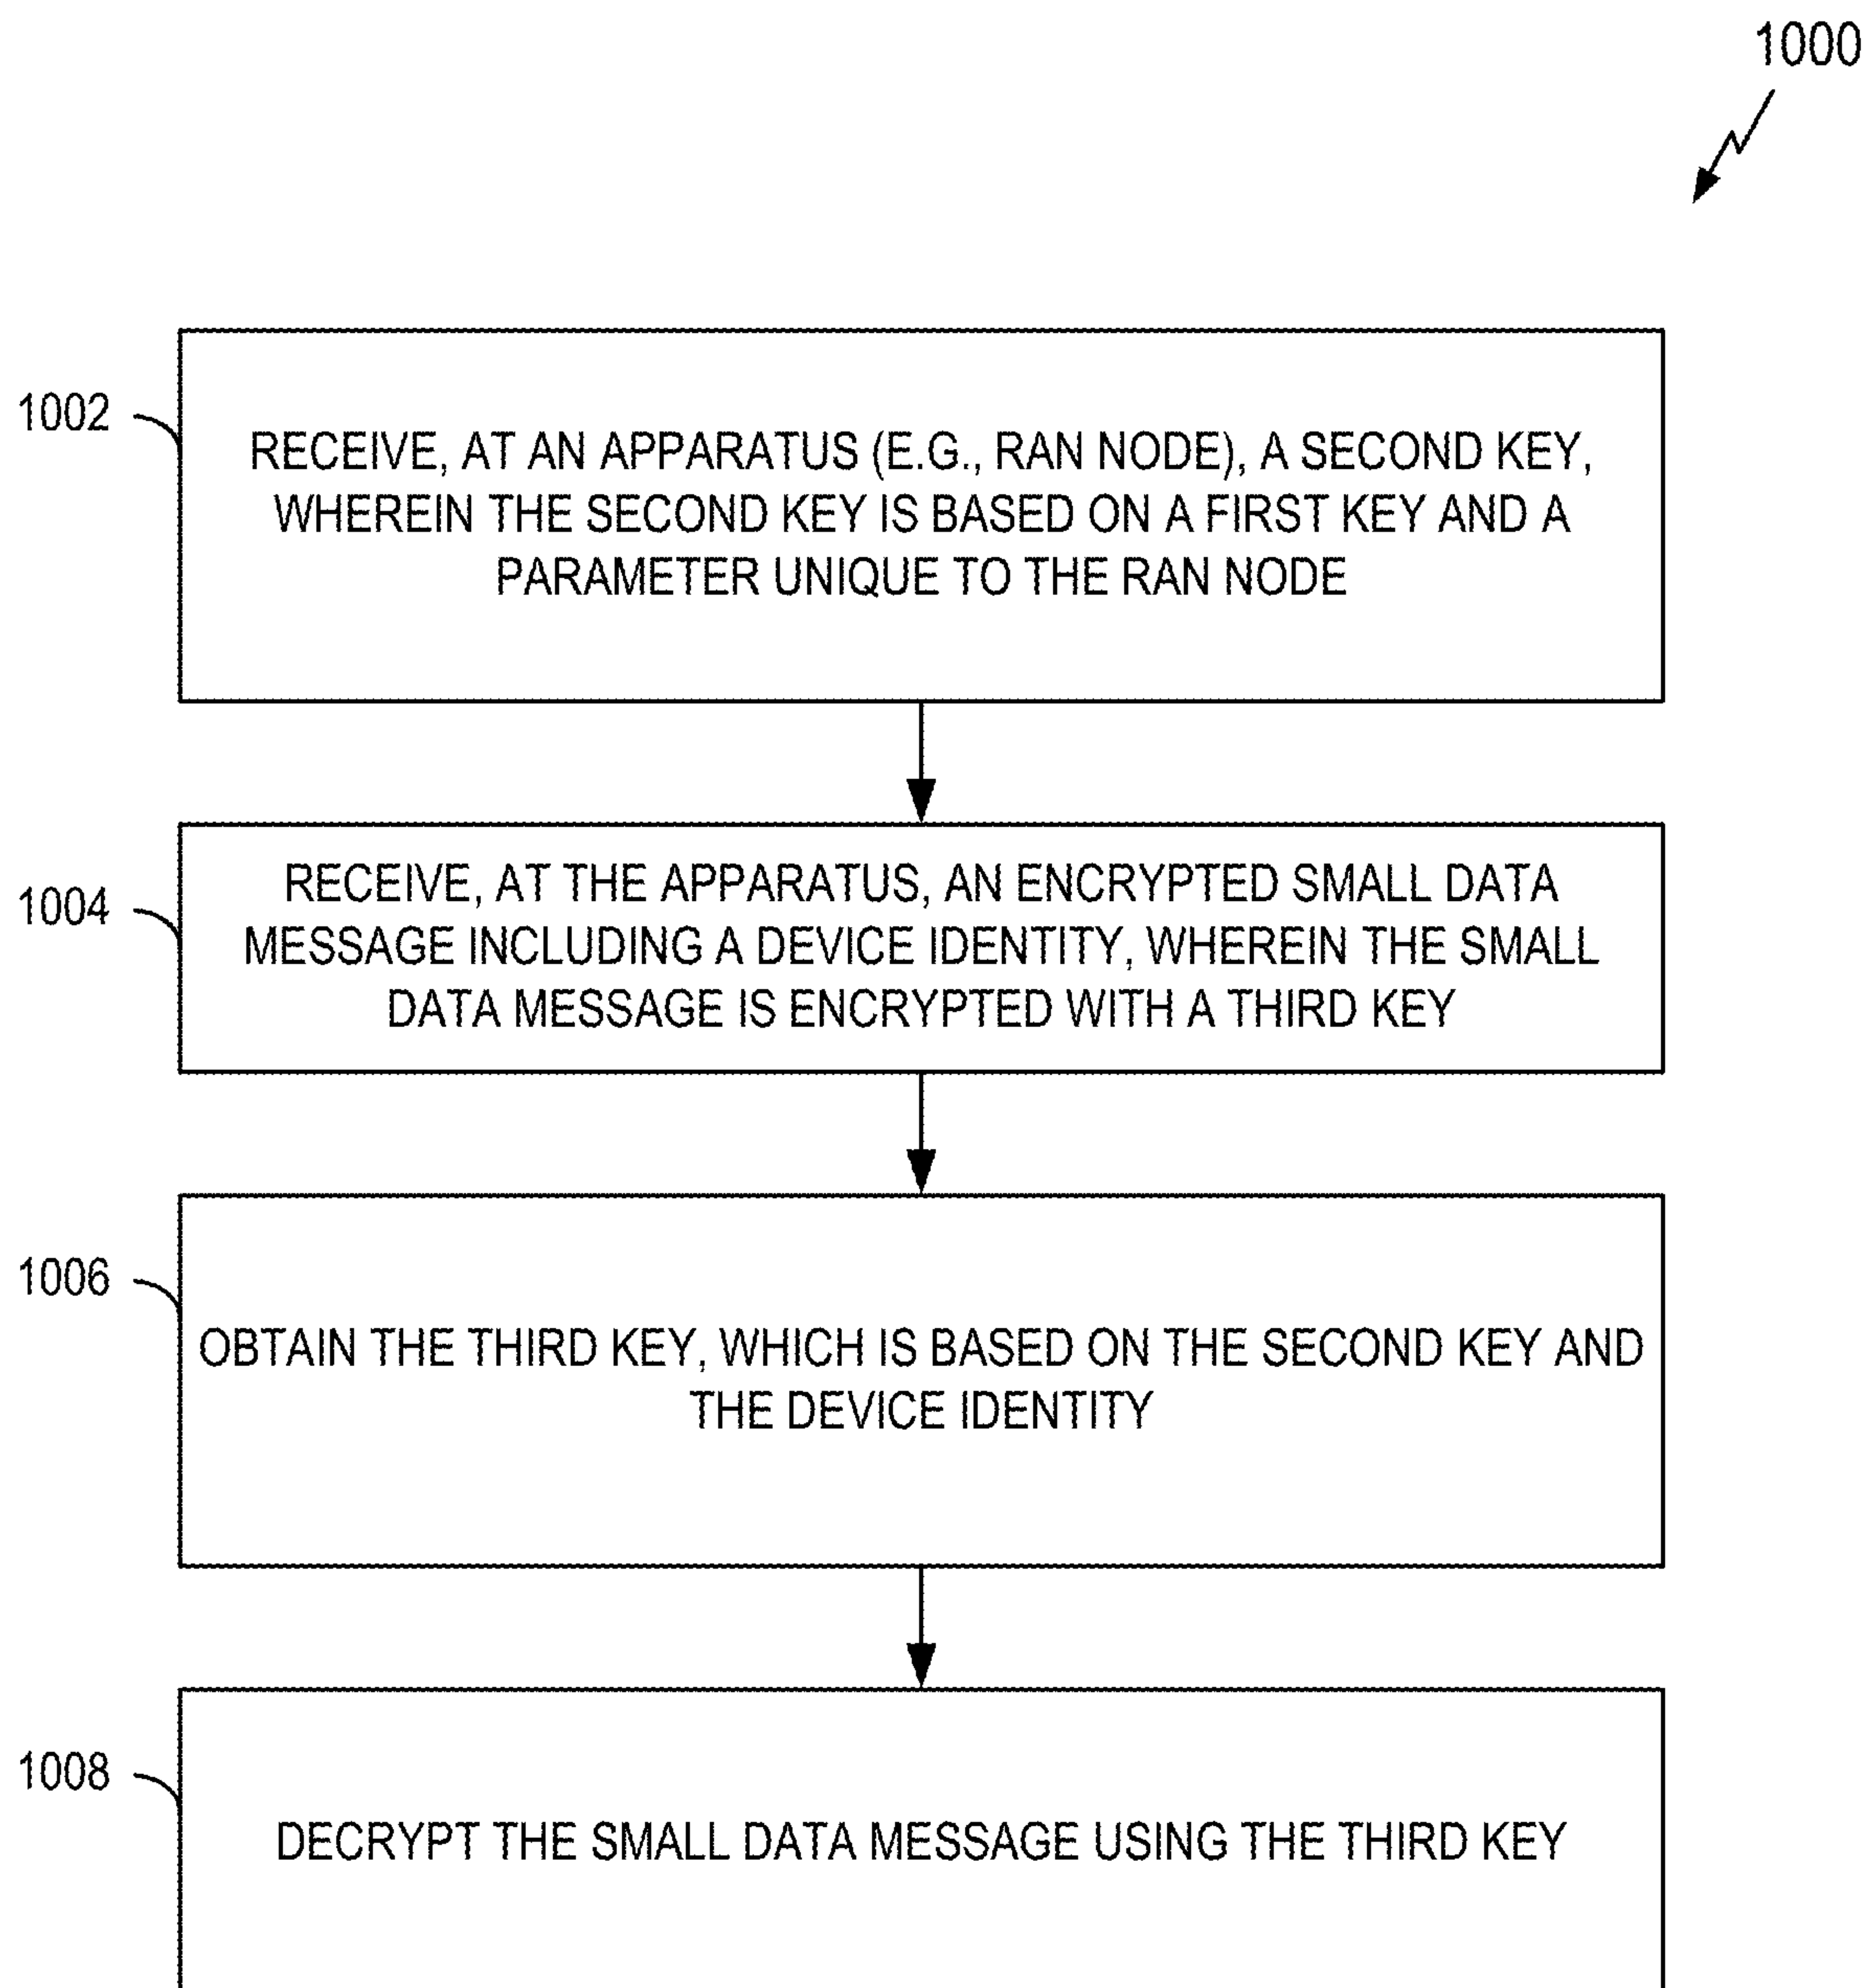 1000
1002
RECEIVE, AT AN APPARATUS (E.G., RAN NODE), A SECOND KEY,
WHEREIN THE SECOND KEY IS BASED ON A FIRST KEY AND A
PARAMETER UNIQUE TO THE RAN NODE
1004
RECEIVE, AT THE APPARATUS, AN ENCRYPTED SMALL DATA
MESSAGE INCLUDING A DEVICE IDENTITY, WHEREIN THE SMALL
DATA MESSAGE IS ENCRYPTED WITH A THIRD KEY
1006
OBTAIN THE THIRD KEY, WHICH IS BASED ON THE SECOND KEY AND
THE DEVICE IDENTITY
1008
DECRYPT THE SMALL DATA MESSAGE USING THE THIRD KEY